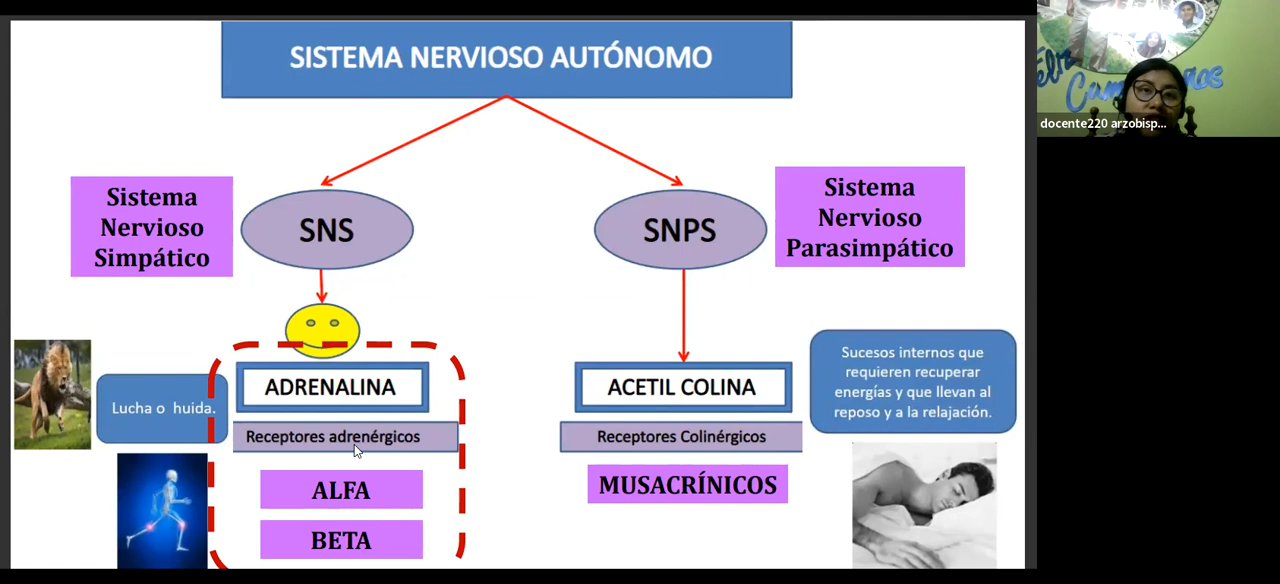 SISTEMA NERVIOSO AUTÓNOMO
Sistema
Nervioso
Simpático
SNS
SNPS
Sistema
Nervioso
Parasimpático
Lucha o huida.
ADRENALINA
Receptores adrenérgicos
ALFA
BETA
ACETIL COLINA
Receptores Colinérgicos
MUSACRÍNICOS
Sucesos internos que
requieren recuperar
energías y que llevan al
reposo y a la relajación.
docente220 arzobisp...